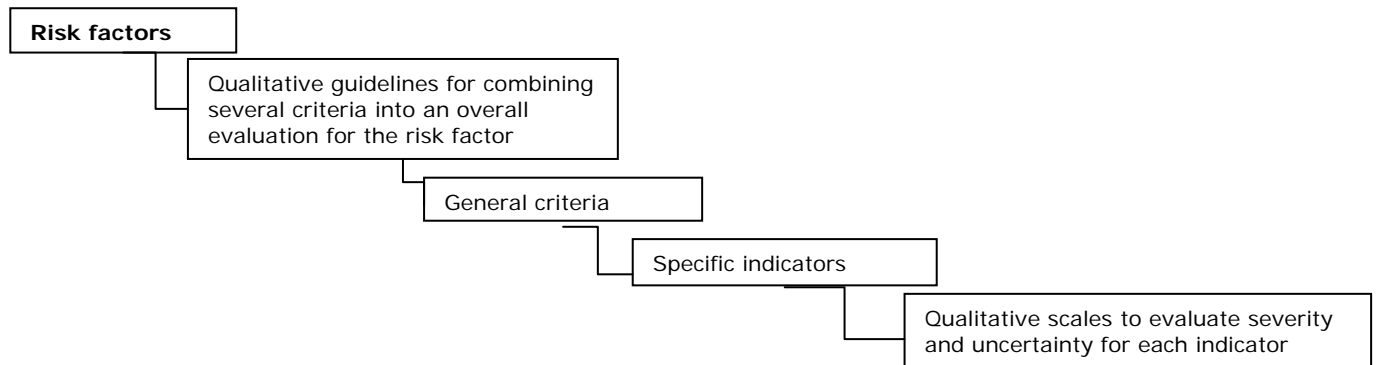 Risk factors
Qualitative guidelines for combining
several criteria into an overall
evaluation for the risk factor
General criteria
Specific indicators
Qualitative scales to evaluate severity
and uncertainty for each indicator